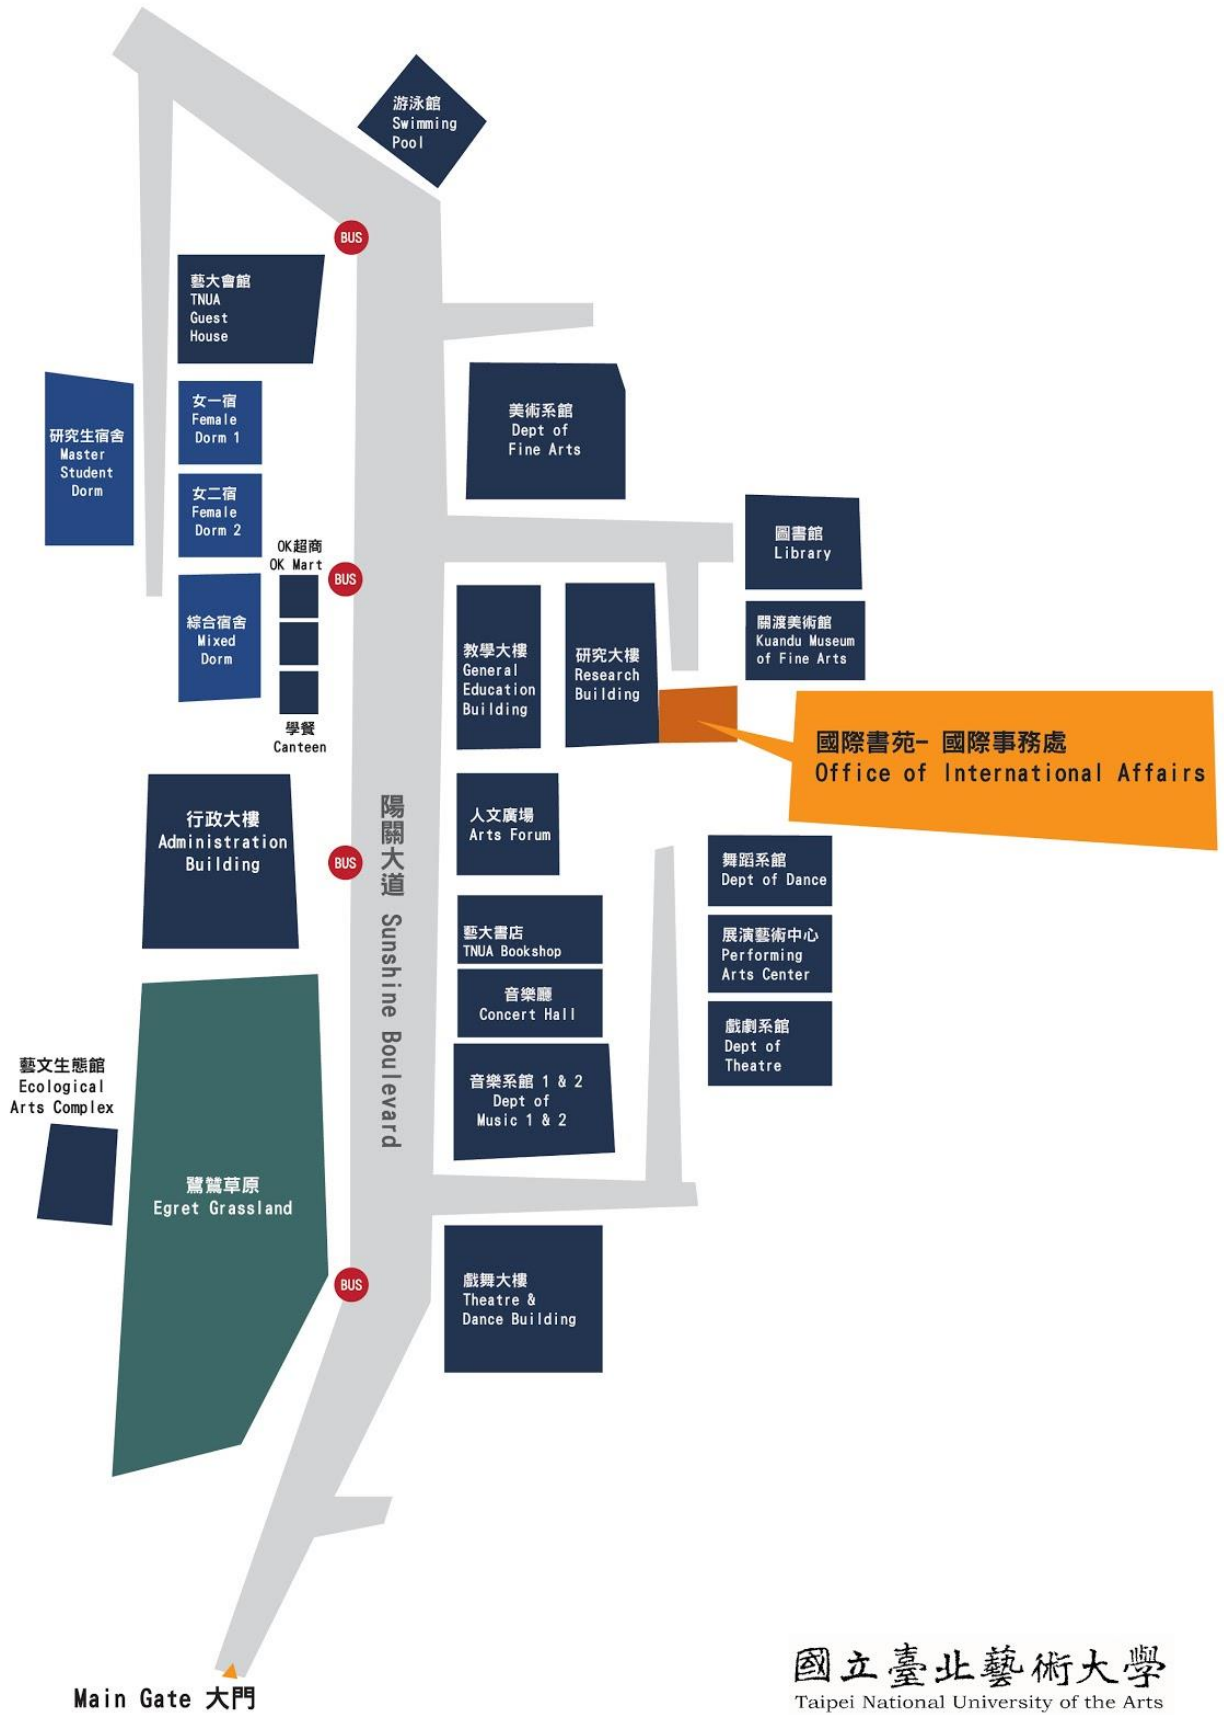 游泳館
Swimming
Pool
BUS
藝大會館
TNUA
Guest
House
女一宿
Female
Dorm 1
研究生宿舍
Master
Student
Dorm
美術系館
Dept of
Fine Arts
女二宿
Female
Dorm 2
圖書館
Library
OK超商
OK Mart
BUS
綜合宿舍
Mixed
Dorm
教學大樓
General
Education
Building
研究大樓
Research
Building
關渡美術館
Kuandu Museum
of Fine Arts
學餐
Canteen
國際書苑- 國際事務處
Office of International Affairs
行政大樓
Administration
Building
BUS
陽關大道 Sunshine Boulevard
人文廣場
Arts Forum
舞蹈系館
Dept of Dance
藝大書店
TNUA Bookshop
展演藝術中心
Performing
Arts Center
音樂廳
Concert Hall
戲劇系館
Dept of
Theatre
藝文生態館
Ecological
Arts Complex
音樂系館 1 & 2
Dept of
Music 1 & 2
鷺鷥草原
Egret Grassland
BUS
戲舞大樓
Theatre &
Dance Building
Main Gate 大門
國立臺北藝術大學
Taipei National University of the Arts